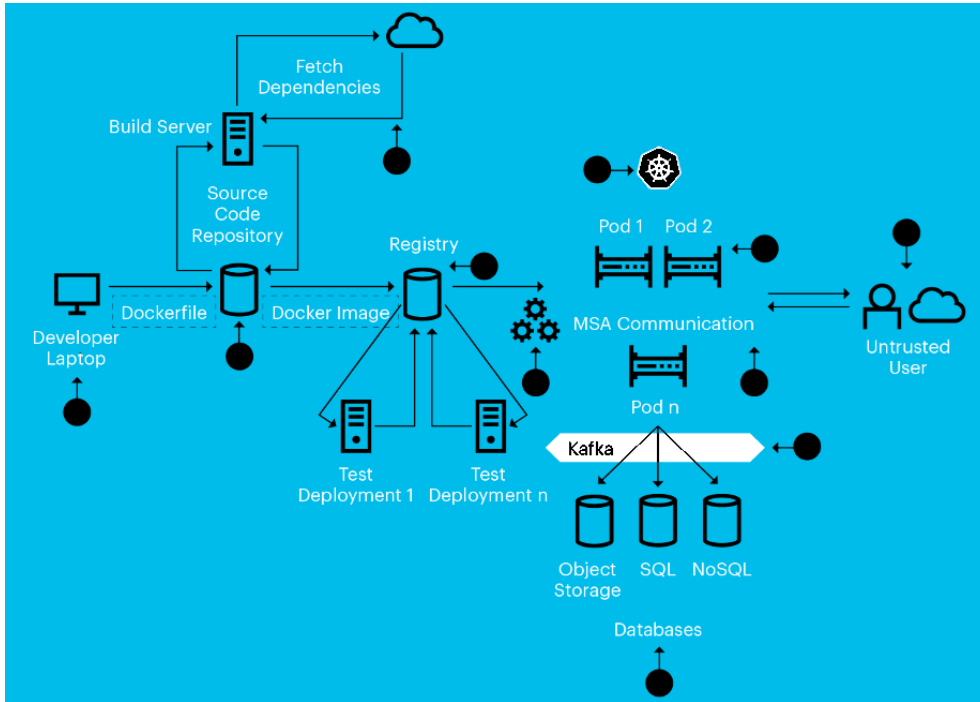 Fetch
Dependencies
Build Server
Source
Code
Repository
Pod 1
Pod 2
Registry
Dockerfile
Docker Image
MSA Communication
Developer
Laptop
Untrusted
User
Pod n
Kafka
Test
Deployment 1
Test
Deployment n
Object
Storage
SQL
NoSQL
Databases